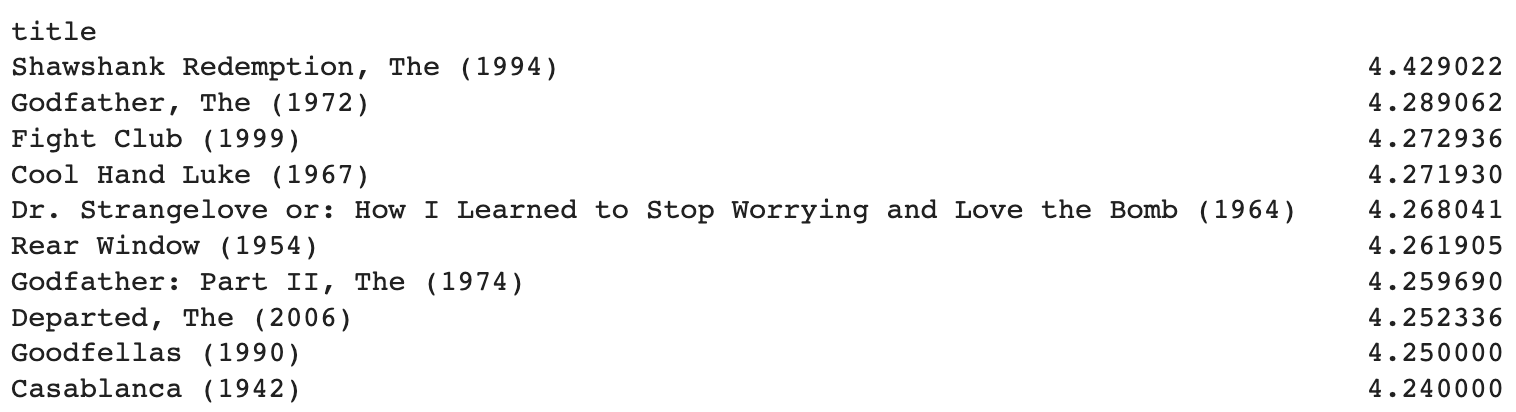 title
Shawshank Redemption, The (1994) 4.429022
Godfather, The (1972) 4.289062
Fight Club (1999) 4.272936
Cool Hand Luke (1967) 4.271930
Dr. Strangelove or: How I Learned to Stop Worrying and Love the Bomb (1964) 4.268041
Rear Window (1954) 4.261905
Godfather: Part II, The (1974) 4.259690
Departed, The (2006) 4.252336
Goodfellas (1990) 4.250000
Casablanca (1942) 4.240000